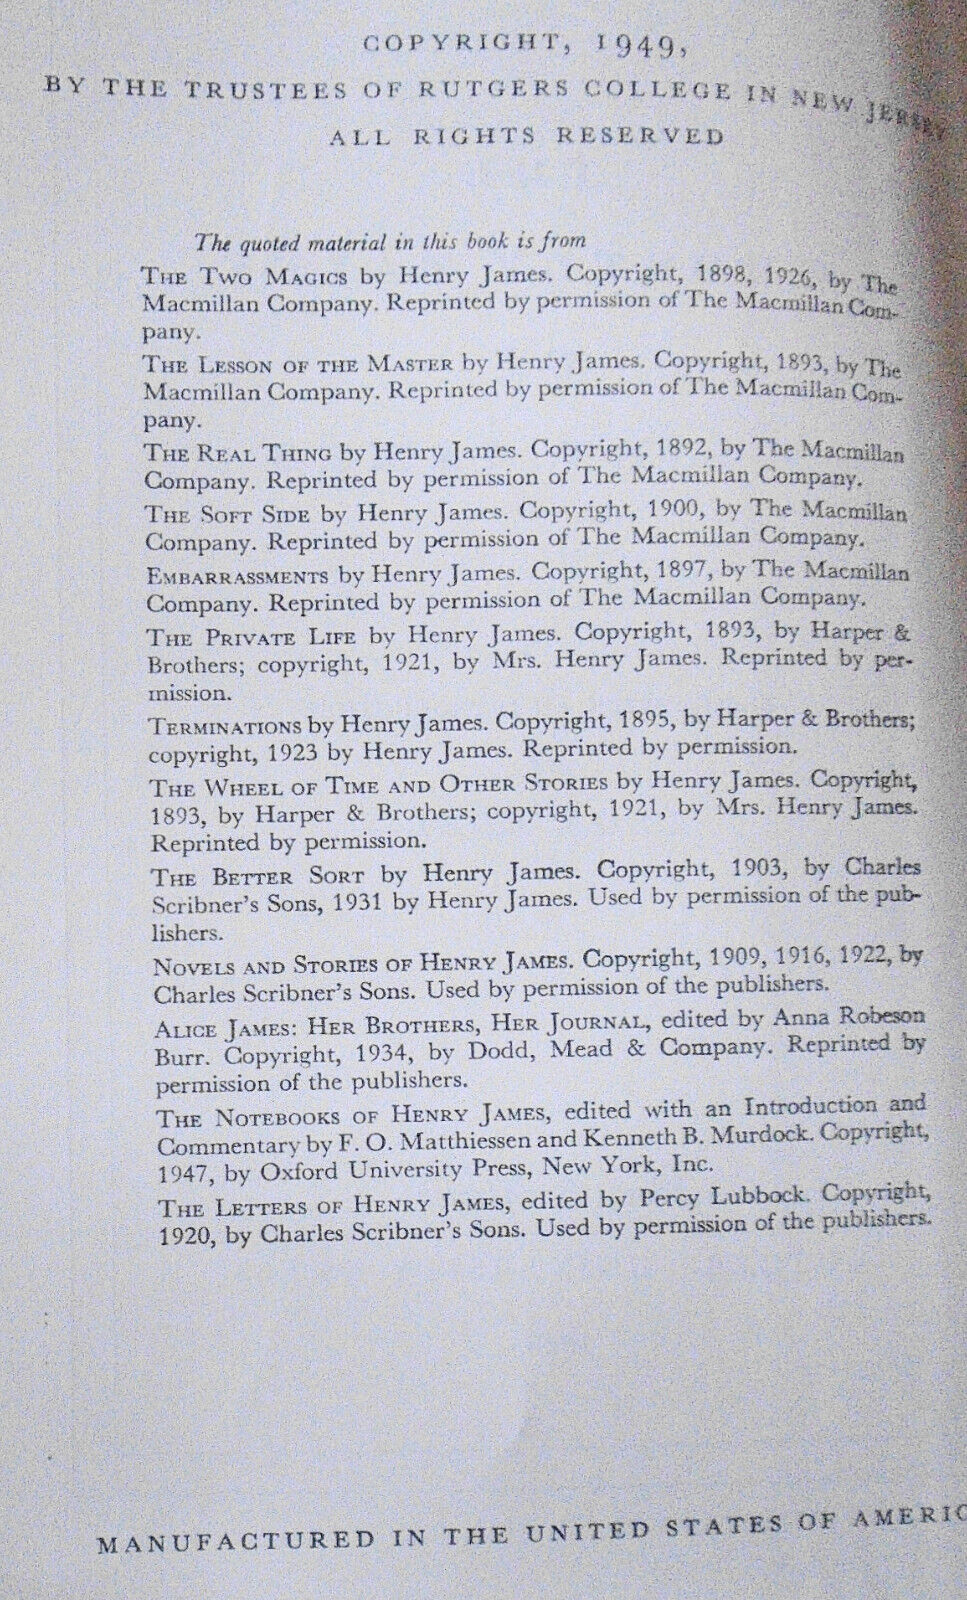 COPYRIGHT, 1949,
BY THE TRUSTEES OF RUTGERS COLLEGE IN NEW JERSEY
ALL RIGHTS RESERVED
The quoted material in this book is from
THE TWO MAGICS by Henry James. Copyright, 1898, 1926, by The
Macmillan Company. Reprinted by permission of The Macmillan Com-
pany.
THE LESSON OF THE MASTER by Henry James. Copyright, 1893, by The
Macmillan Company. Reprinted by permission of The Macmillan Com-
pany.
THE REAL THING by Henry James. Copyright, 1892, by The Macmillan
Company. Reprinted by permission of The Macmillan Company.
THE SOFT SIDE by Henry James. Copyright, 1900, by The Macmillan
Company. Reprinted by permission of The Macmillan Company.
EMBARRASSMENTS by Henry James. Copyright, 1897, by The Macmillan
Company. Reprinted by permission of The Macmillan Company.
THE PRIVATE LIFE by Henry James. Copyright, 1893, by Harper &
Brothers; copyright, 1921, by Mrs. Henry James. Reprinted by per-
mission.
TERMINATIONS by Henry James. Copyright, 1895, by Harper & Brothers;
copyright, 1923 by Henry James. Reprinted by permission.
THE WHEEL OF TIME AND OTHER STORIES by Henry James. Copyright,
1893, by Harper & Brothers; copyright, 1921, by Mrs. Henry James.
Reprinted by permission.
THE BETTER SORT by Henry James. Copyright, 1903, by Charles
Scribner's Sons, 1931 by Henry James. Used by permission of the pub-
lishers.
NOVELS AND STORIES OF HENRY JAMES. Copyright, 1909, 1916, 1922, by
Charles Scribner's Sons. Used by permission of the publishers.
ALICE JAMES: HER BROTHERS, HER JOURNAL, edited by Anna Robeson
Burr. Copyright, 1934, by Dodd, Mead & Company. Reprinted by
permission of the publishers.
THE NOTEBOOKS OF HENRY JAMES, edited with an Introduction and
Commentary by F. O. Matthiessen and Kenneth B. Murdock. Copyright,
1947, by Oxford University Press, New York, Inc.
THE LETTERS OF HENRY JAMES, edited by Percy Lubbock. Copyright,
1920, by Charles Scribner's Sons. Used by permission of the publishers.
MANUFACTURED IN THE UNITED STATES OF AMERIC